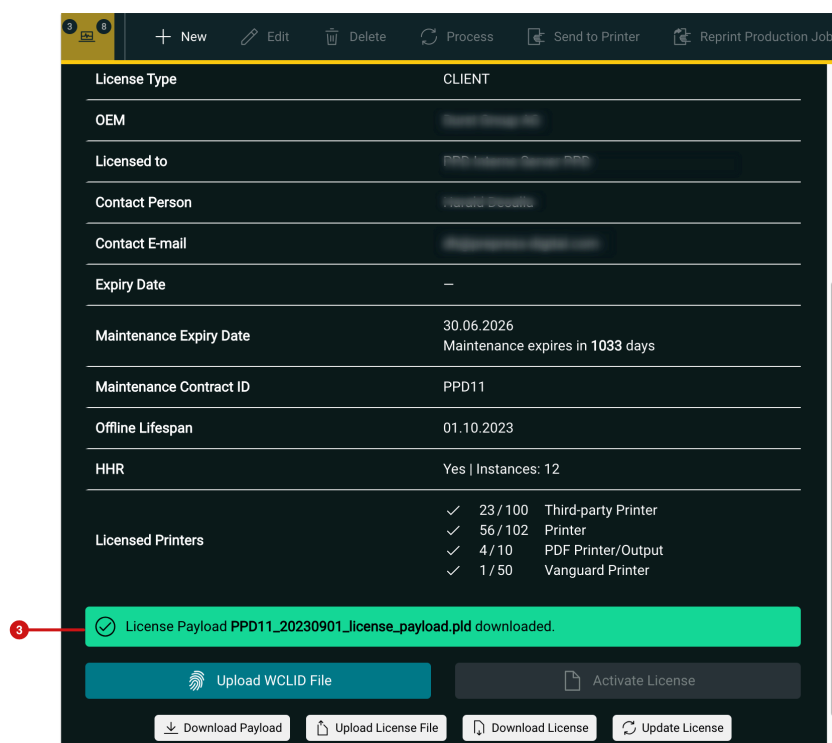 3 8
New Edit Delete Process Send to Printer Reprint Production Job
License Type CLIENT
OEM
Licensed to
Contact Person
Contact E-mail
Expiry Date –
Maintenance Expiry Date 30.06.2026
Maintenance expires in 1033 days
Maintenance Contract ID PPD11
Offline Lifespan 01.10.2023
HHR Yes | Instances: 12
Licensed Printers
23/100 Third-party Printer
56/102 Printer
4/10 PDF Printer/Output
1/50 Vanguard Printer
3 License Payload PPD11_20230901_license_payload.pld downloaded.
Upload WCLID File Activate License
Download Payload Upload License File Download License Update License